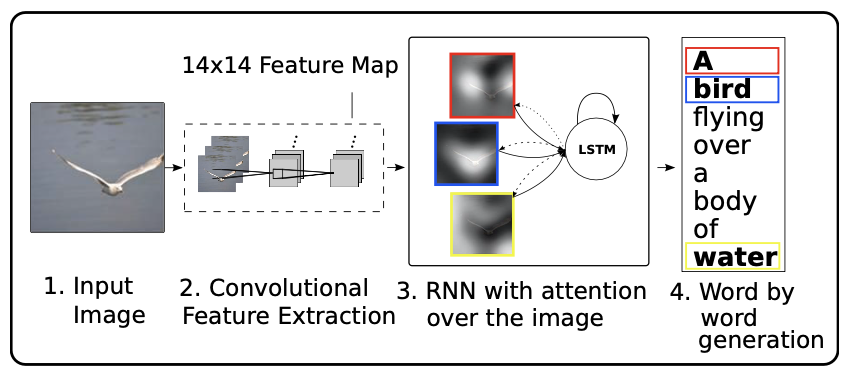 14x14 Feature Map
LSTM
A
bird
flying
over
a
body
of
water
1. Input
Image
2. Convolutional
Feature Extraction
3. RNN with attention
over the image
4. Word by
word
generation